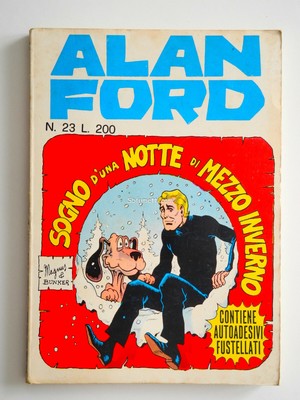 ALAN
FORD
N. 23 L. 200
SOGNO D'UNA NOTTE DI MEZZO INVERNO
Magnus &
BUNKER
CONTIENE
AUTOADESIVI
FUSTELLATI